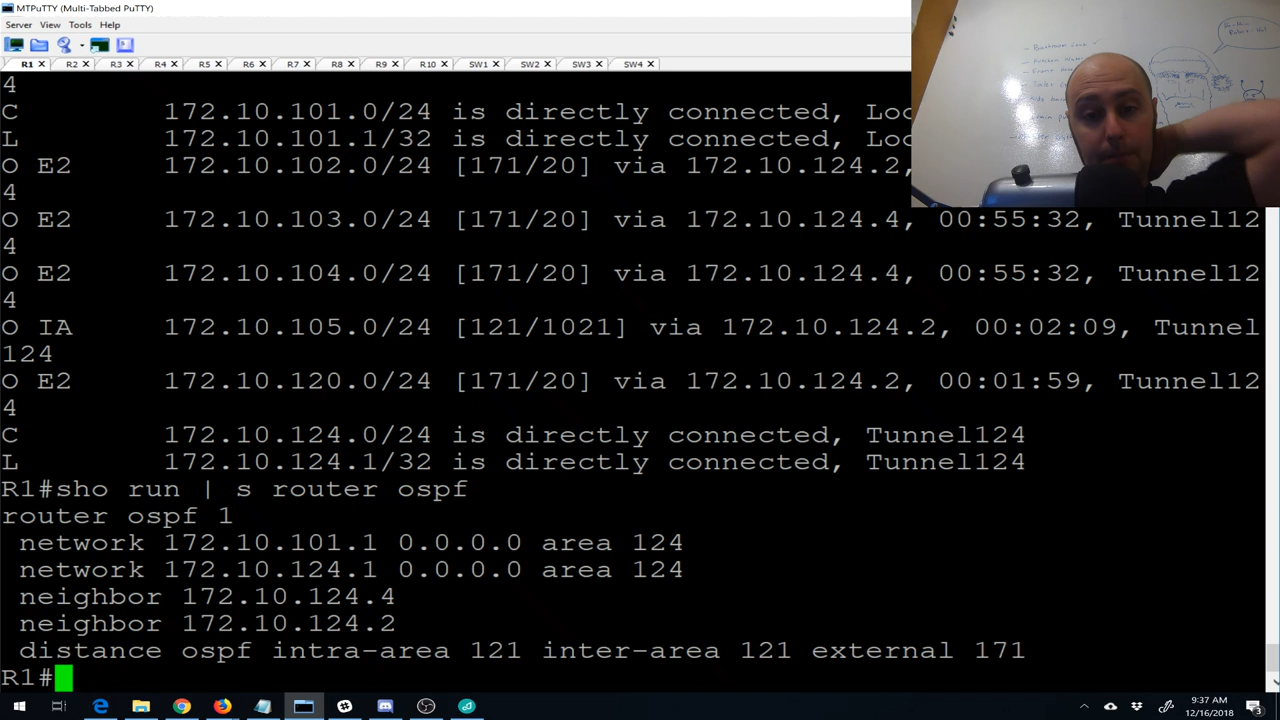 MTPuTTY (Multi-Tabbed PuTTY)
Server View Tools Help
R1 R2 R3 R4 R5 R6 R7 R8 R9 R10 SW1 SW2 SW3 SW4
4
C 172.10.101.0/24 is directly connected, Loo
L 172.10.101.1/32 is directly connected, Loo
O E2 172.10.102.0/24 [171/20] via 172.10.124.2,
4
O E2 172.10.103.0/24 [171/20] via 172.10.124.4, 00:55:32, Tunnel12
4
O E2 172.10.104.0/24 [171/20] via 172.10.124.4, 00:55:32, Tunnel12
4
O IA 172.10.105.0/24 [121/1021] via 172.10.124.2, 00:02:09, Tunnel
124
O E2 172.10.120.0/24 [171/20] via 172.10.124.2, 00:01:59, Tunnel12
4
C 172.10.124.0/24 is directly connected, Tunnel124
L 172.10.124.1/32 is directly connected, Tunnel124
R1#sho run | s router ospf
router ospf 1
network 172.10.101.1 0.0.0.0 area 124
network 172.10.124.1 0.0.0.0 area 124
neighbor 172.10.124.4
neighbor 172.10.124.2
distance ospf intra-area 121 inter-area 121 external 171
R1#
9:37 AM
12/16/2018
3